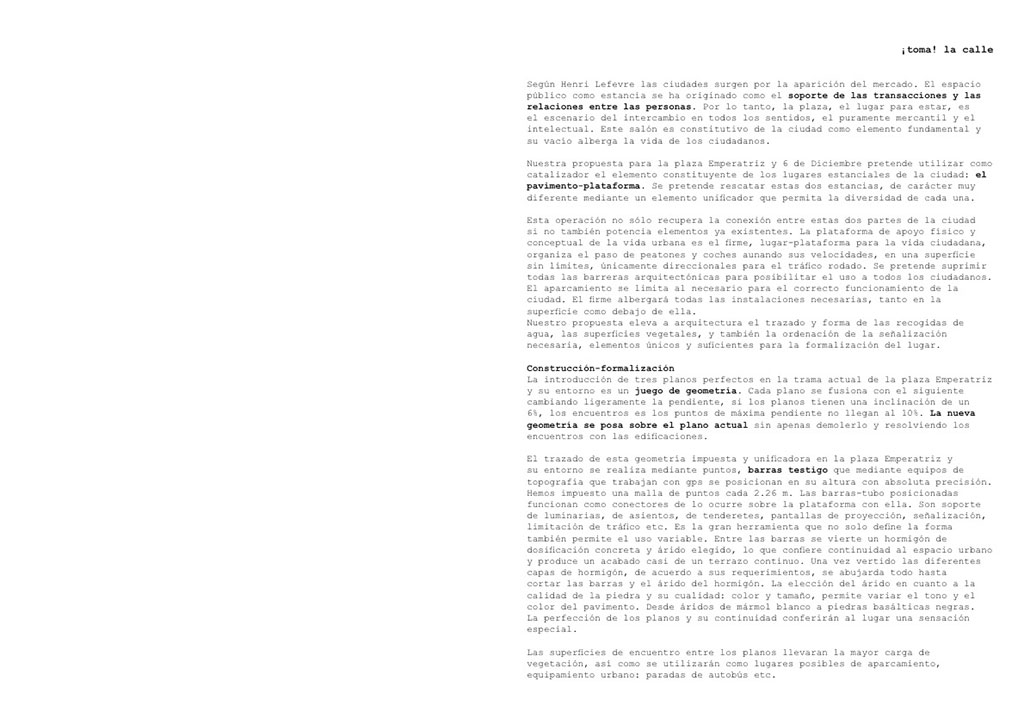 ¡toma! la calle
Según Henri Lefevre las ciudades surgen por la aparición del mercado. El espacio
público como estancia se ha originado como el soporte de las transacciones y las
relaciones entre las personas. Por lo tanto, la plaza, el lugar para estar, es
el escenario del intercambio en todos los sentidos, el puramente mercantil y el
intelectual. Este salón es constitutivo de la ciudad como elemento fundamental y
su vacío alberga la vida de los ciudadanos.
Nuestra propuesta para la plaza Emperatriz y 6 de Diciembre pretende utilizar como
catalizador el elemento constituyente de los lugares estanciales de la ciudad: el
pavimento-plataforma. Se pretende rescatar estas dos estancias, de carácter muy
diferente mediante un elemento unificador que permita la diversidad de cada una.
Esta operación no sólo recupera la conexión entre estas dos partes de la ciudad
si no también potencia elementos ya existentes. La plataforma de apoyo físico y
conceptual de la vida urbana es el firme, lugar-plataforma para la vida ciudadana,
organiza el paso de peatones y coches aunando sus velocidades, en una superficie
sin límites, únicamente direccionales para el tráfico rodado. Se pretende suprimir
todas las barreras arquitectónicas para posibilitar el uso a todos los ciudadanos.
El aparcamiento se limita al necesario para el correcto funcionamiento de la
ciudad. El firme albergará todas las instalaciones necesarias, tanto en la
superficie como debajo de ella.
Nuestro propuesta eleva a arquitectura el trazado y forma de las recogidas de
agua, las superficies vegetales, y también la ordenación de la señalización
necesaria, elementos únicos y suficientes para la formalización del lugar.
Construcción-formalización
La introducción de tres planos perfectos en la trama actual de la plaza Emperatriz
y su entorno es un juego de geometría. Cada plano se fusiona con el siguiente
cambiando ligeramente la pendiente, si los planos tienen una inclinación de un
6%, los encuentros es los puntos de máxima pendiente no llegan al 10%. La nueva
geometría se posa sobre el plano actual sin apenas demolerlo y resolviendo los
encuentros con las edificaciones.
El trazado de esta geometría impuesta y unificadora en la plaza Emperatriz y
su entorno se realiza mediante puntos, barras testigo que mediante equipos de
topografía que trabajan con gps se posicionan en su altura con absoluta precisión.
Hemos impuesto una malla de puntos cada 2.26 m. Las barras-tubo posicionadas
funcionan como conectores de lo ocurre sobre la plataforma con ella. Son soporte
de luminarias, de asientos, de tenderetes, pantallas de proyección, señalización,
limitación de tráfico etc. Es la gran herramienta que no solo define la forma
también permite el uso variable. Entre las barras se vierte un hormigón de
dosificación concreta y árido elegido, lo que confiere continuidad al espacio urbano
y produce un acabado casi de un terrazo continuo. Una vez vertido las diferentes
capas de hormigón, de acuerdo a sus requerimientos, se abujarda todo hasta
cortar las barras y el árido del hormigón. La elección del árido en cuanto a la
calidad de la piedra y su cualidad: color y tamaño, permite variar el tono y el
color del pavimento. Desde áridos de mármol blanco a piedras basálticas negras.
La perfección de los planos y su continuidad conferirán al lugar una sensación
especial.
Las superficies de encuentro entre los planos llevaran la mayor carga de
vegetación, así como se utilizarán como lugares posibles de aparcamiento,
equipamiento urbano: paradas de autobús etc.